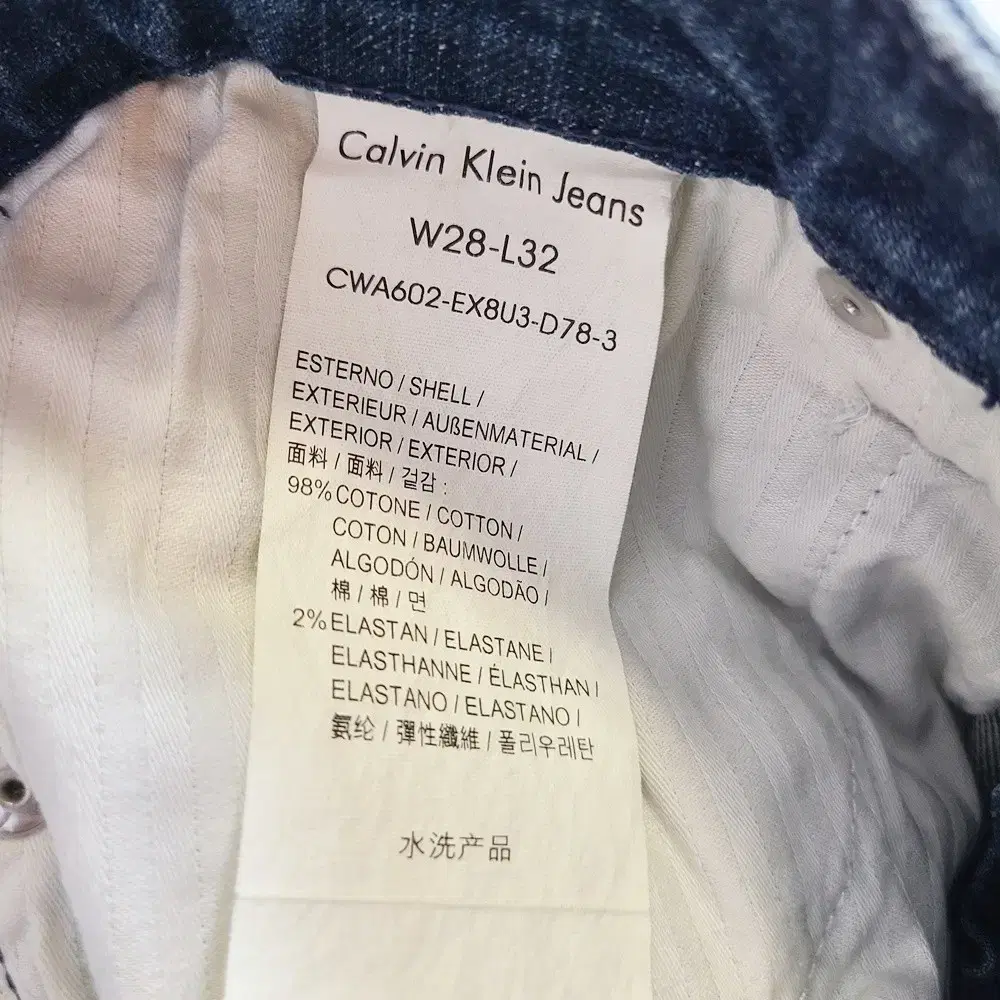 Calvin Klein Jeans
W28-L32
CWA602-EX8U3-D78-3
ESTERNO / SHELL /
EXTERIEUR / AUßENMATERIAL /
EXTERIOR / EXTERIOR /
面料 / 面料 / 겉감 :
98% COTONE / COTTON /
COTON / BAUMWOLLE /
ALGODÓN / ALGODÃO /
棉 / 棉 / 면
2% ELASTAN / ELASTANE /
ELASTHANNE / ÉLASTHAN /
ELASTANO / ELASTANO /
氨纶 / 彈性纖維 / 폴리우레탄
水洗产品